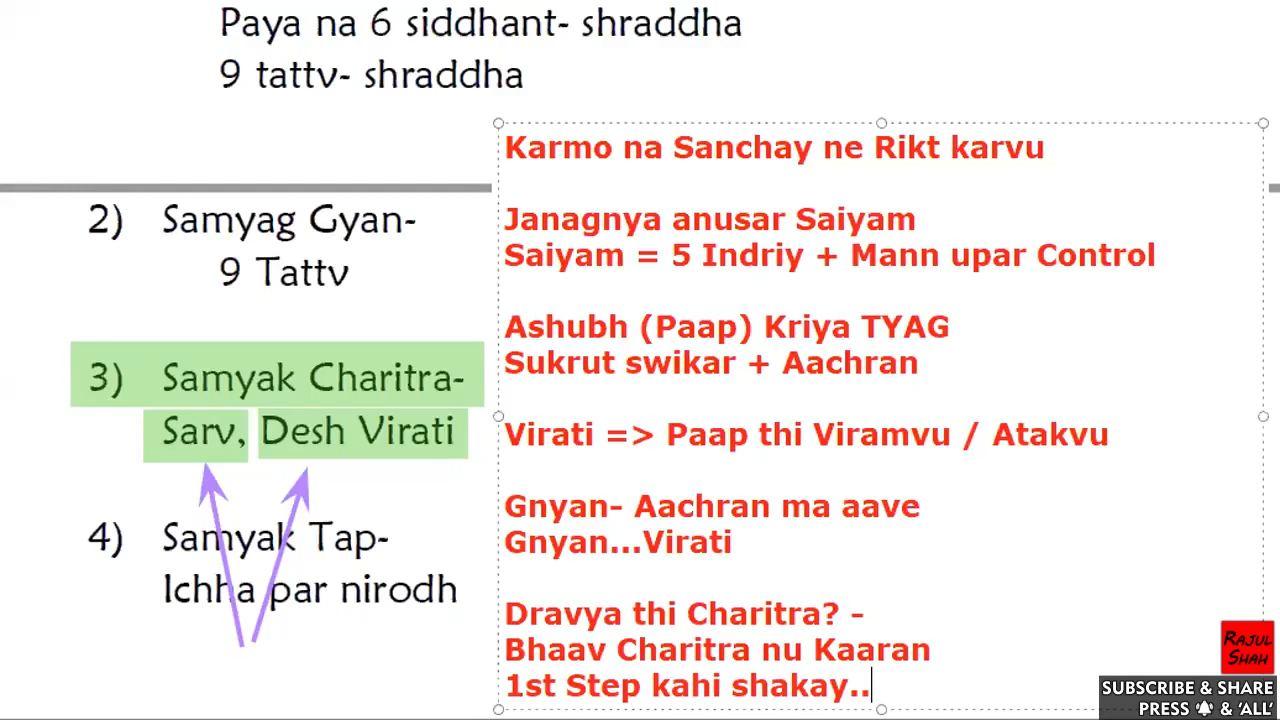 Paya na 6 siddhant- shraddha
9 tattv- shraddha
2) Samyag Gyan-
9 Tattv
3) Samyak Charitra-
Sarv, Desh Virati
4) Samyak Tap-
Ichha par nirodh
Karmo na Sanchay ne Rikt karvu
Janagnya anusar Saiyam
Saiyam = 5 Indriy + Mann upar Control
Ashubh (Paap) Kriya TYAG
Sukrut swikar + Aachran
Virati => Paap thi Viramvu / Atakvu
Gnyan- Aachran ma aave
Gnyan...Virati
Dravya thi Charitra? -
Bhaav Charitra nu Kaaran
1st Step kahi shakay..
RAJUL
SHAH
SUBSCRIBE & SHARE
PRESS & 'ALL'